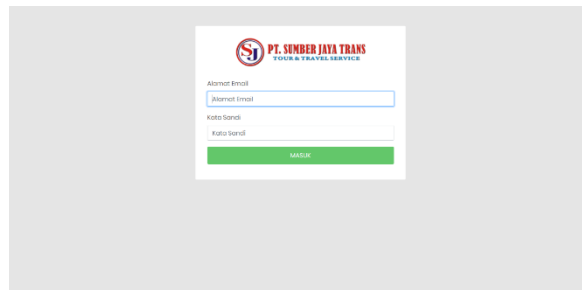 SJ
PT. SUMBER JAYA TRANS
TOUR & TRAVEL SERVICE
Alamat Email
Alamat Email
Kata Sandi
Kata Sandi
MASUK